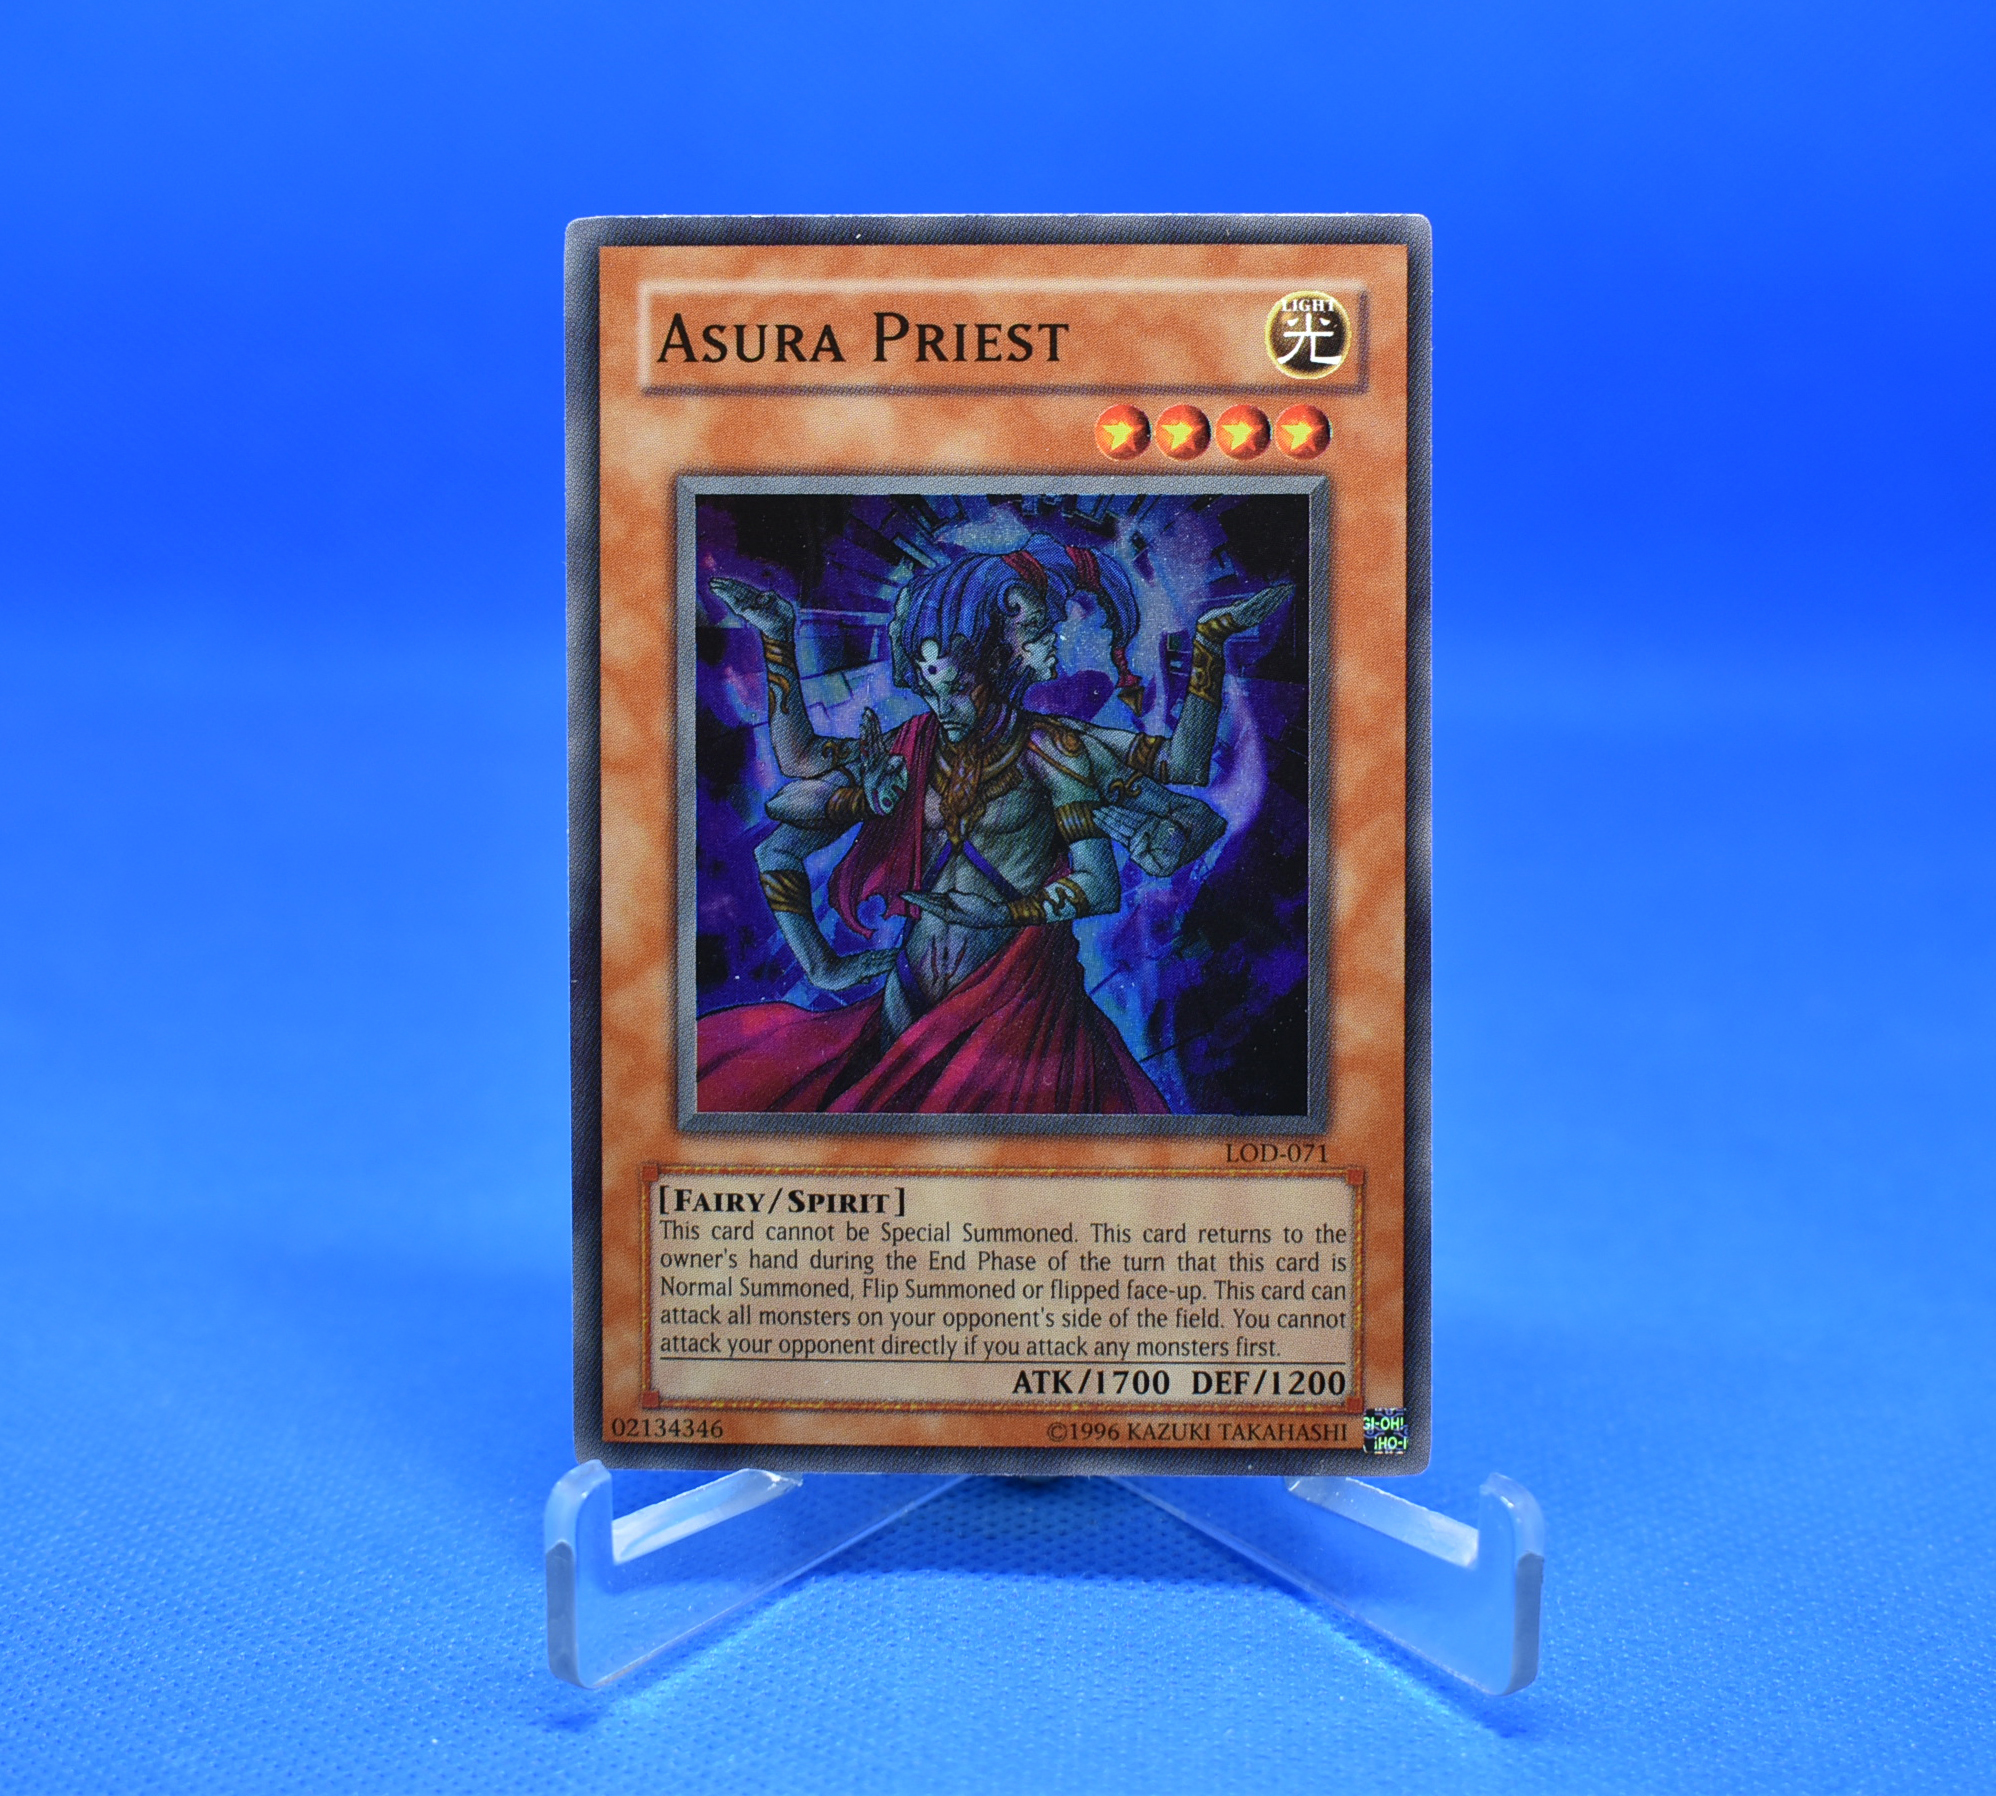 Asura Priest
LIGHT
光
LOD-071
[Fairy/Spirit]
This card cannot be Special Summoned. This card returns to the
owner's hand during the End Phase of the turn that this card is
Normal Summoned, Flip Summoned or flipped face-up. This card can
attack all monsters on your opponent's side of the field. You cannot
attack your opponent directly if you attack any monsters first.
ATK/1700 DEF/1200
02134346 ©1996 KAZUKI TAKAHASHI
GI-OH!